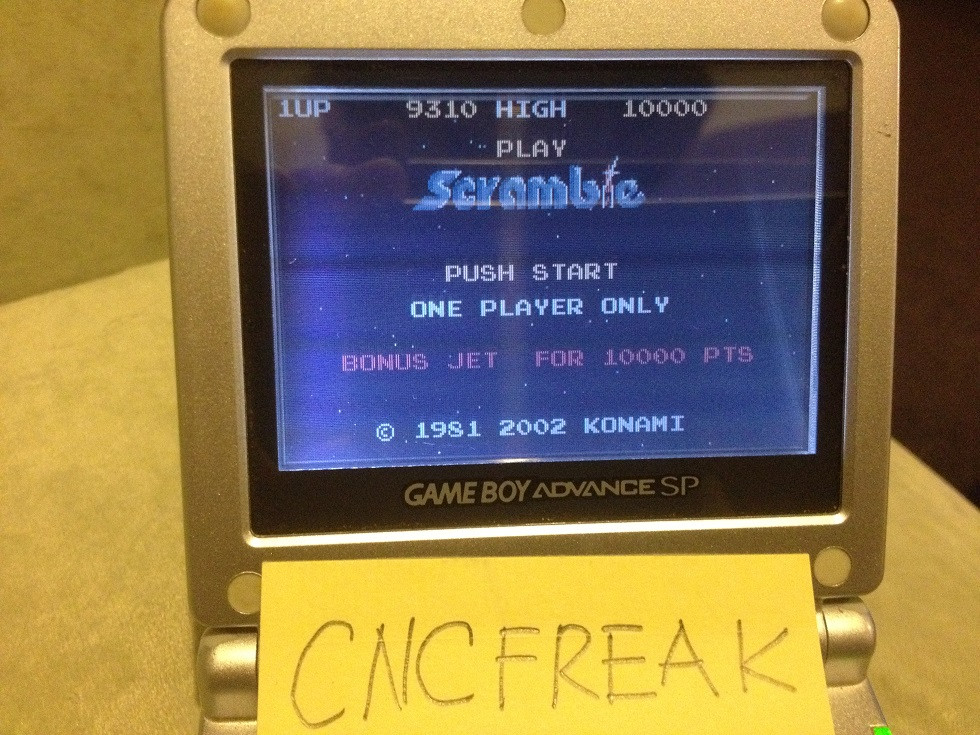 1UP 9310 HIGH 10000
PLAY
Scramble
PUSH START
ONE PLAYER ONLY
BONUS JET FOR 10000 PTS
© 1981 2002 KONAMI
GAME BOY ADVANCE SP
CNCFREAK